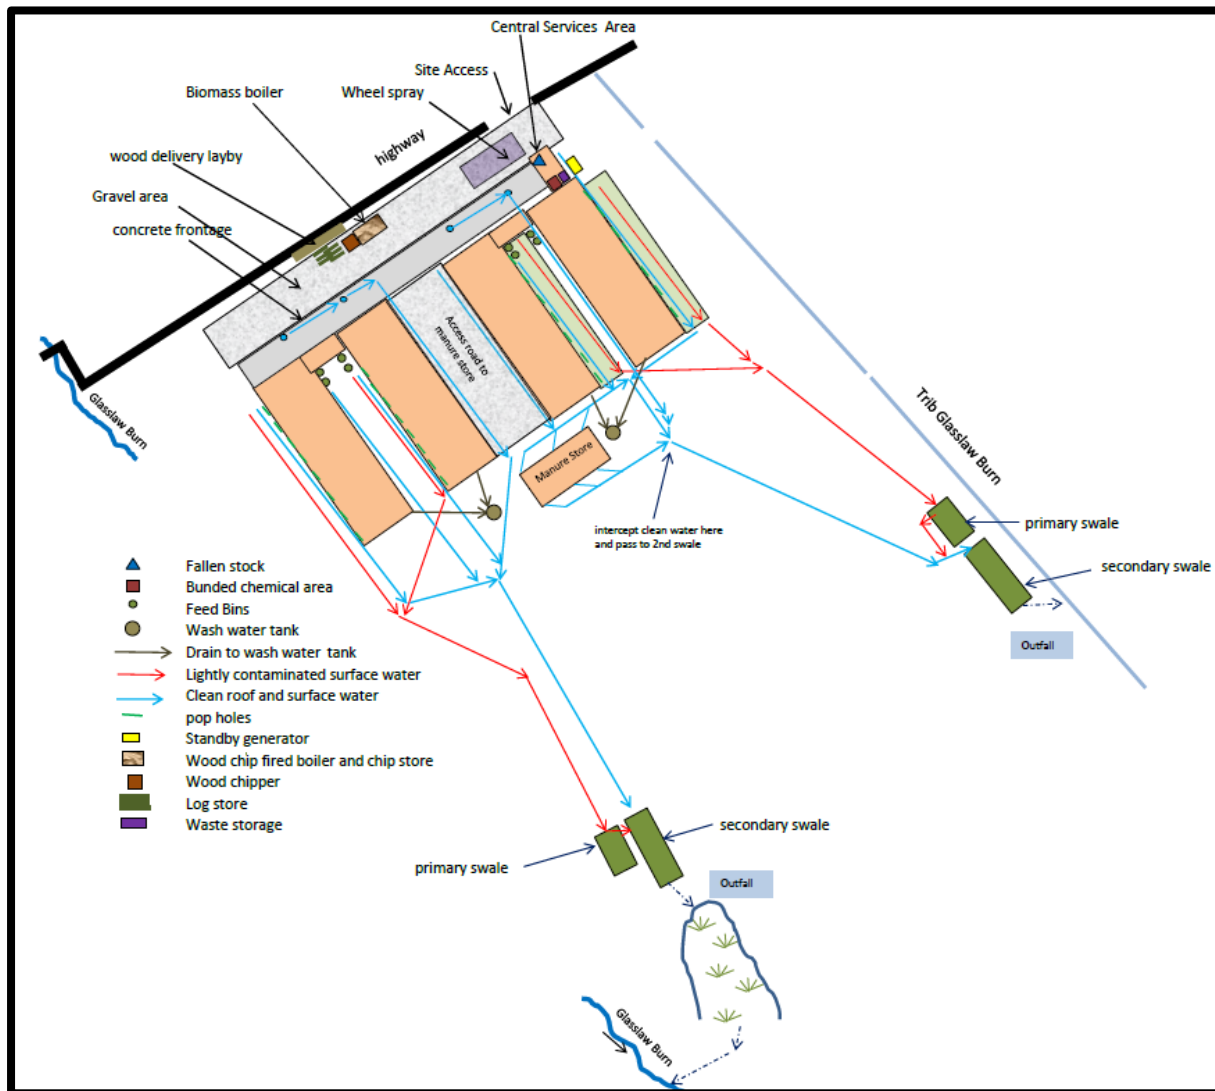 Central Services Area
Site Access
Biomass boiler
Wheel spray
highway
wood delivery layby
Gravel area
concrete frontage
Access road to
manure store
Glasslaw Burn
Trib Glasslaw Burn
Manure Store
intercept clean water here
and pass to 2nd swale
primary swale
secondary swale
Outfall
Fallen stock
Bunded chemical area
Feed Bins
Wash water tank
Drain to wash water tank
Lightly contaminated surface water
Clean roof and surface water
pop holes
Standby generator
Wood chip fired boiler and chip store
Wood chipper
Log store
Waste storage
secondary swale
primary swale
Outfall
Glasslaw Burn